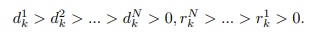 $d_k^1 > d_k^2 > ... > d_k^N > 0, r_k^N > ... > r_k^1 > 0.$